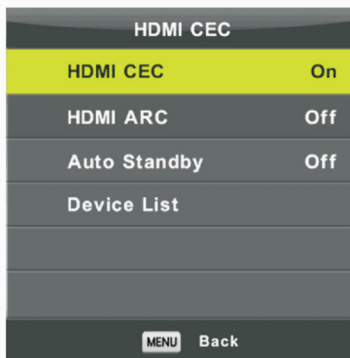 HDMI CEC
HDMI CEC On
HDMI ARC Off
Auto Standby Off
Device List
MENU Back